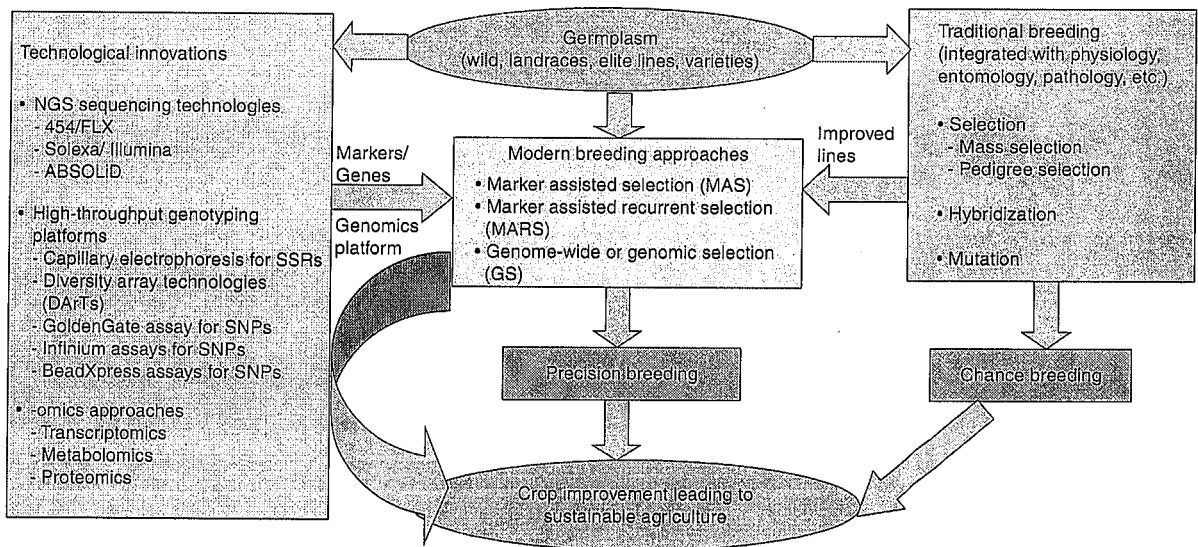 Technological innovations
• NGS sequencing technologies
- 454/FLX
- Solexa/ Illumina
- ABSOLiD
• High-throughput genotyping
platforms
- Capillary electrophoresis for SSRs
- Diversity array technologies
(DArTs)
- GoldenGate assay for SNPs
- Infinium assays for SNPs
- BeadXpress assays for SNPs
• -omics approaches
- Transcriptomics
- Metabolomics
- Proteomics
Germplasm
(wild, landraces, elite lines, varieties)
Markers/
Genes
Genomics
platform
Modern breeding approaches
• Marker assisted selection (MAS)
• Marker assisted recurrent selection
(MARS)
• Genome-wide or genomic selection
(GS)
Improved
lines
Traditional breeding
(integrated with physiology,
entomology, pathology, etc.)
• Selection
- Mass selection
- Pedigree selection
• Hybridization
• Mutation
Precision breeding
Chance breeding
Crop improvement leading to
sustainable agriculture